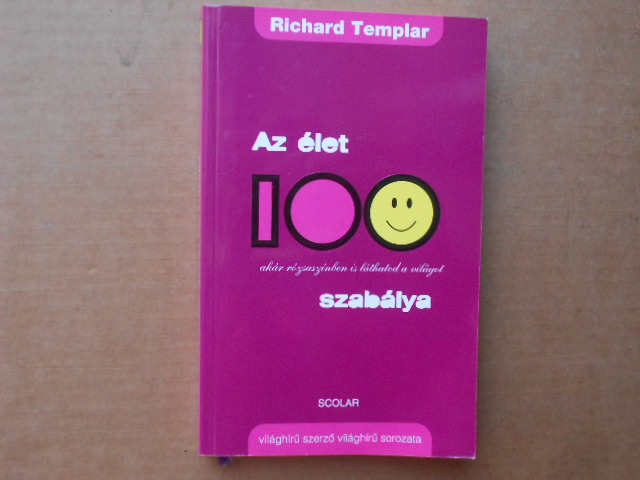 Richard Templar
Az élet
100
akár rózsaszínben is láthatod a világot
szabálya
SCOLAR
világhírű szerző világhírű sorozata